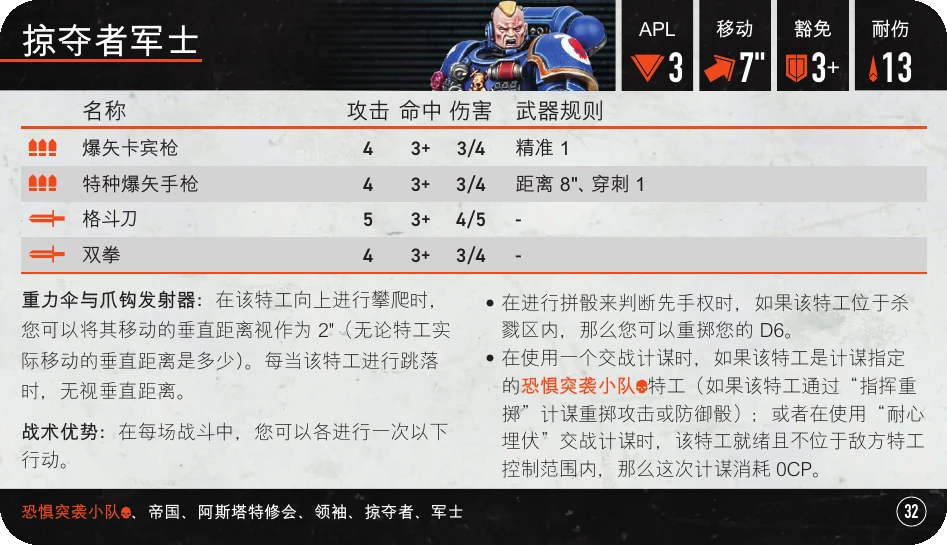 掠夺者军士
APL 移动 豁免 耐伤
3 7" 3+ 13
名称 攻击 命中 伤害 武器规则
爆矢卡宾枪 4 3+ 3/4 精准 1
特种爆矢手枪 4 3+ 3/4 距离 8"、穿刺 1
格斗刀 5 3+ 4/5 -
双拳 4 3+ 3/4 -
重力伞与爪钩发射器：在该特工向上进行攀爬时，
您可以将其移动的垂直距离视作为 2"（无论特工实
际移动的垂直距离是多少）。每当该特工进行跳落
时，无视垂直距离。
战术优势：在每场战斗中，您可以各进行一次以下
行动。
• 在进行拼骰来判断先手权时，如果该特工位于杀
戮区内，那么您可以重掷您的 D6。
• 在使用一个交战计谋时，如果该特工是计谋指定
的恐惧突袭小队特工（如果该特工通过“指挥重
掷”计谋重掷攻击或防御骰）；或者在使用“耐心
埋伏”交战计谋时，该特工就绪且不位于敌方特工
控制范围内，那么这次计谋消耗 0CP。
恐惧突袭小队、帝国、阿斯塔特修会、领袖、掠夺者、军士
32